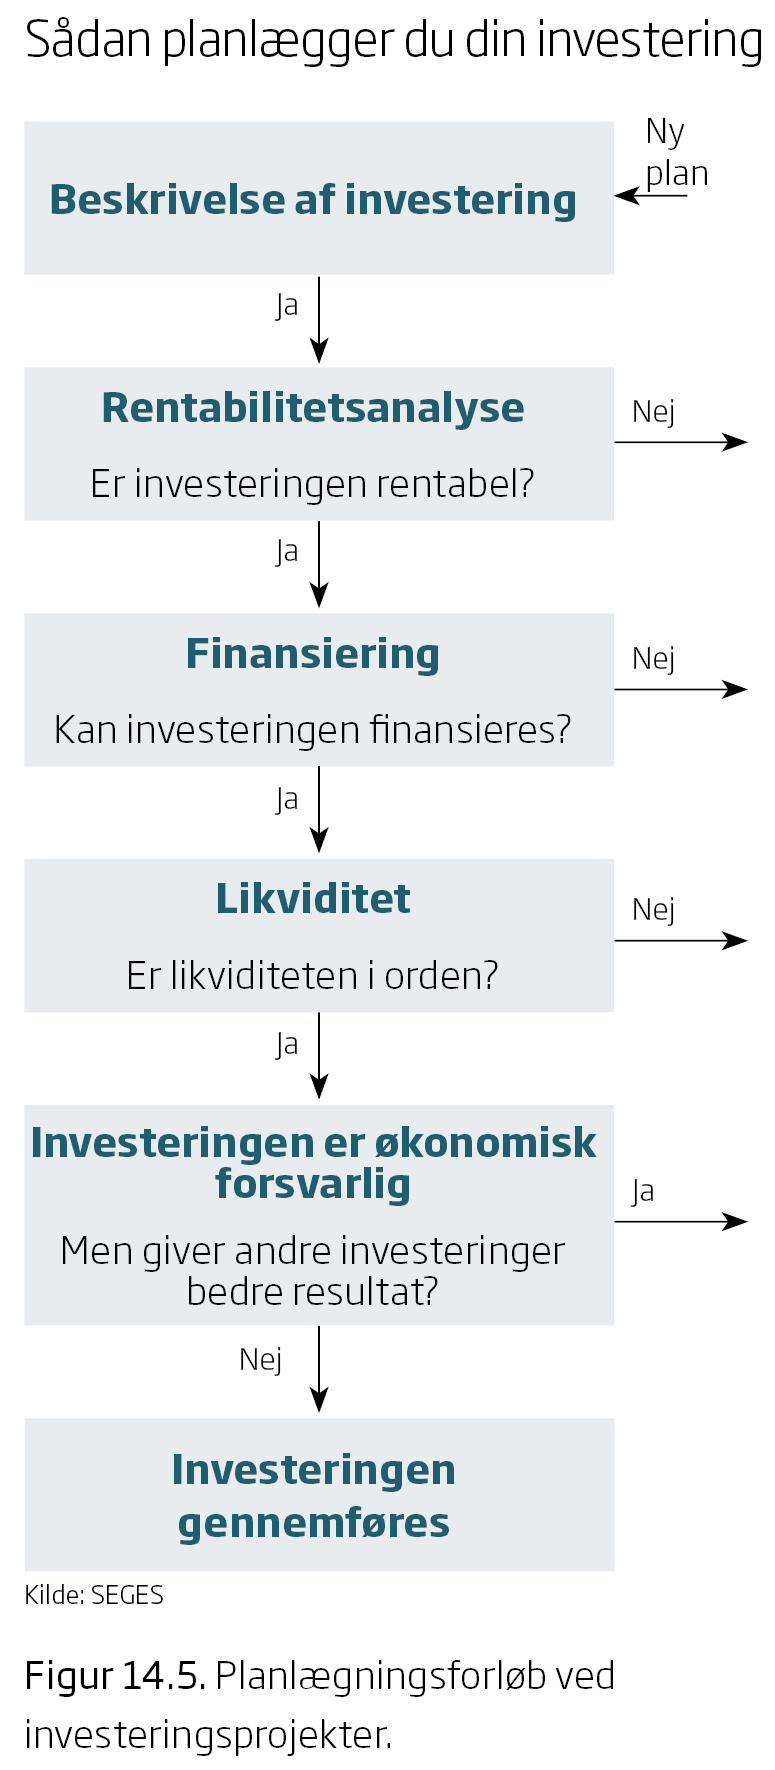 Sådan planlægger du din investering
Ny
plan
Beskrivelse af investering
Ja
Rentabilitetsanalyse
Er investeringen rentabel?
Nej
Ja
Finansiering
Kan investeringen finansieres?
Nej
Ja
Likviditet
Er likviditeten i orden?
Nej
Ja
Investeringen er økonomisk
forsvarlig
Men giver andre investeringer
bedre resultat?
Ja
Nej
Investeringen
gennemføres
Kilde: SEGES
Figur 14.5. Planlægningsforløb ved
investeringsprojekter.